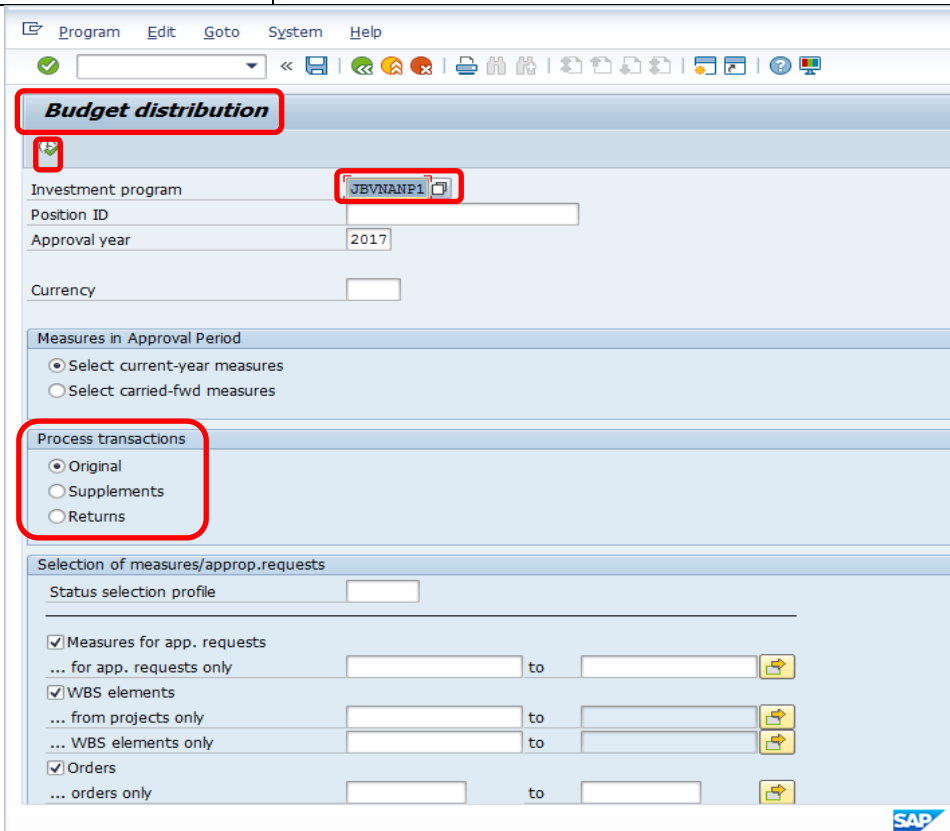 Program Edit Goto System Help
Budget distribution
Investment program JBVNANP1
Position ID
Approval year 2017
Currency
Measures in Approval Period
Select current-year measures
Select carried-fwd measures
Process transactions
Original
Supplements
Returns
Selection of measures/approp.requests
Status selection profile
Measures for app. requests
... for app. requests only to
WBS elements
... from projects only to
... WBS elements only to
Orders
... orders only to
SAP